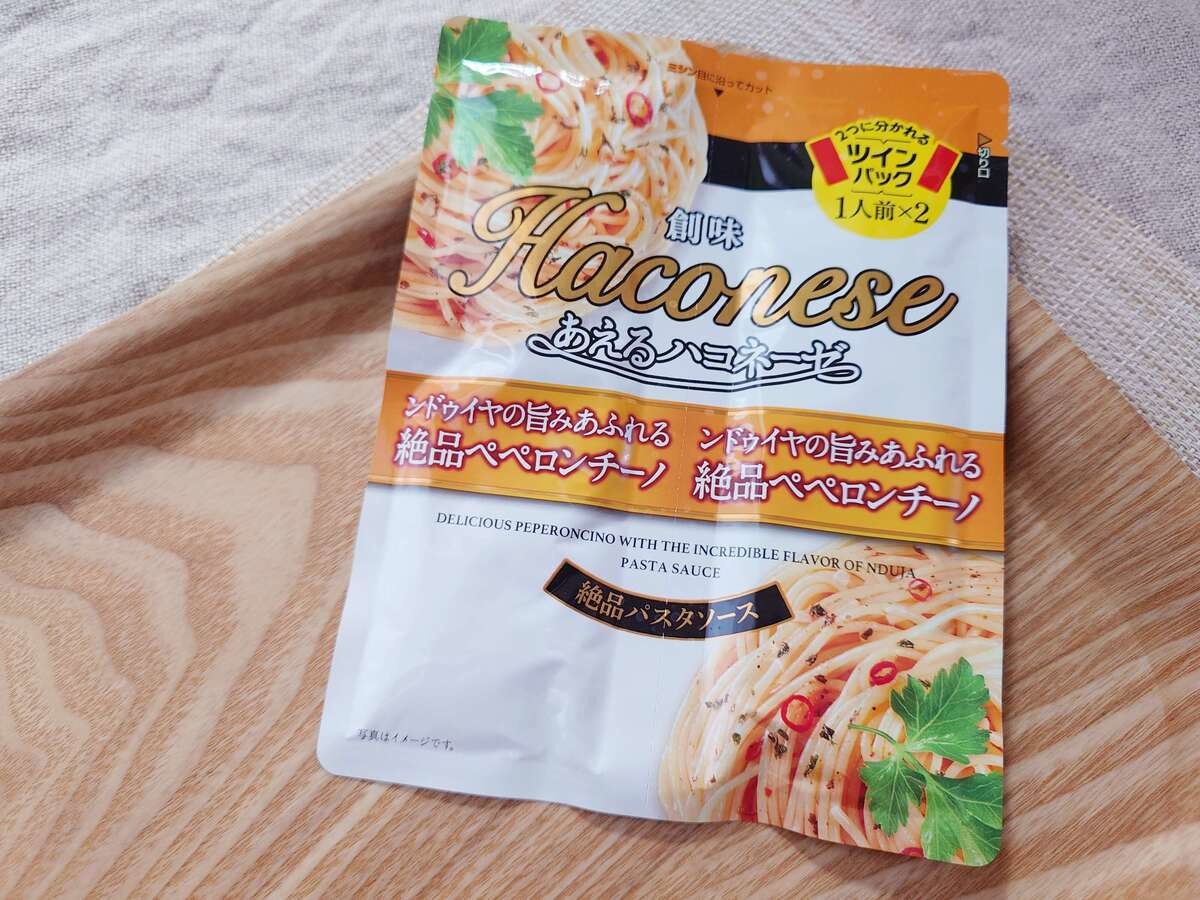 ミシン目に沿ってカット
切り口
2つに分かれる
ツイン
パック
1人前×2
創味
Haconese
あえるハコネーゼ
ンドゥイヤの旨みあふれる
絶品ペペロンチーノ
ンドゥイヤの旨みあふれる
絶品ペペロンチーノ
DELICIOUS PEPERONCINO WITH THE INCREDIBLE FLAVOR OF NDUJA
PASTA SAUCE
絶品パスタソース
写真はイメージです。